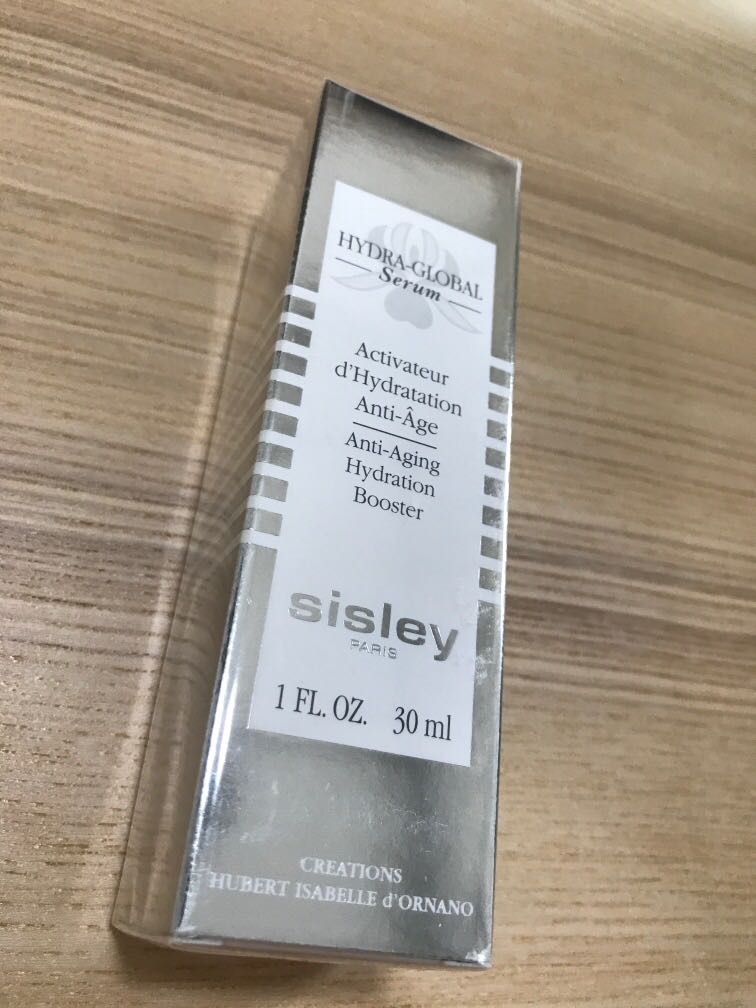 HYDRA-GLOBAL
Serum
Activateur
d'Hydratation
Anti-Âge
Anti-Aging
Hydration
Booster
sisley
PARIS
1 FL. OZ. 30 ml
CREATIONS
HUBERT ISABELLE d'ORNANO